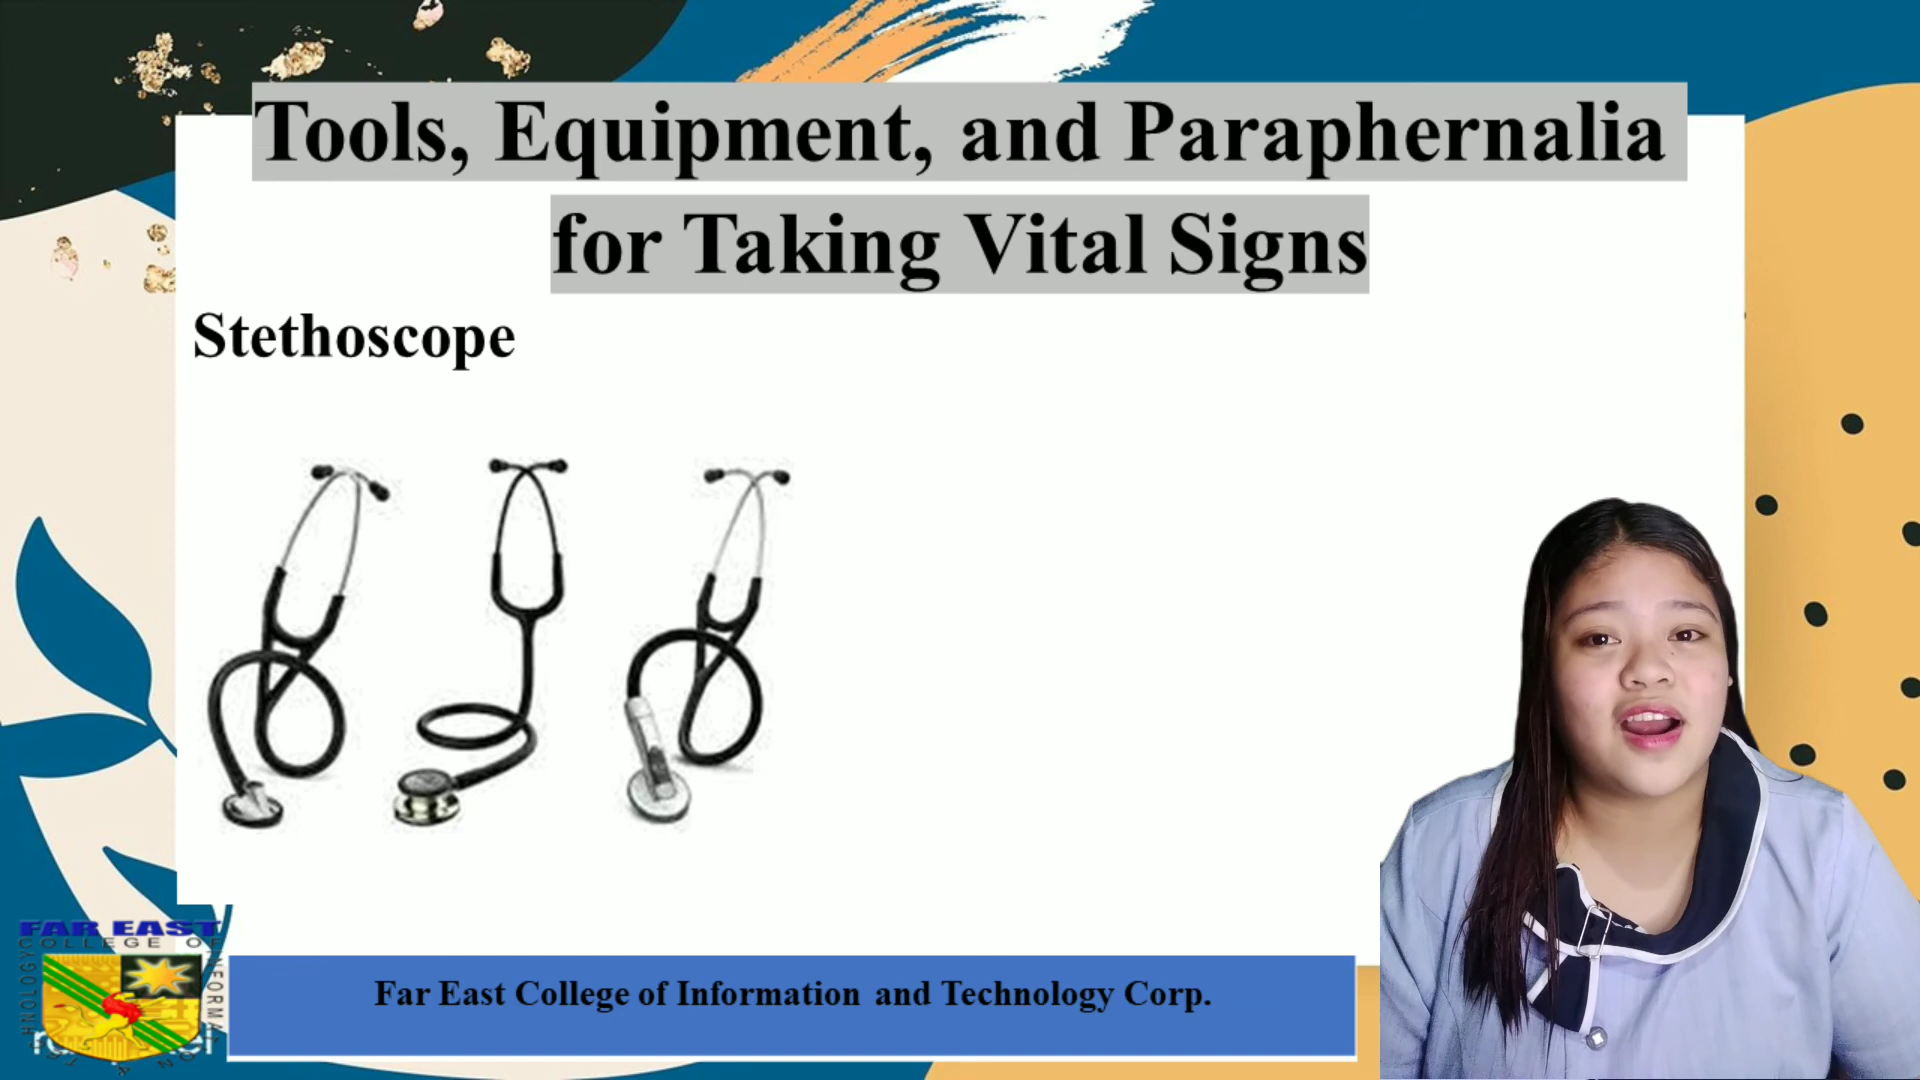 Tools, Equipment, and Paraphernalia
for Taking Vital Signs
Stethoscope
FAR EAST
COLLEGE OF
Far East College of Information and Technology Corp.